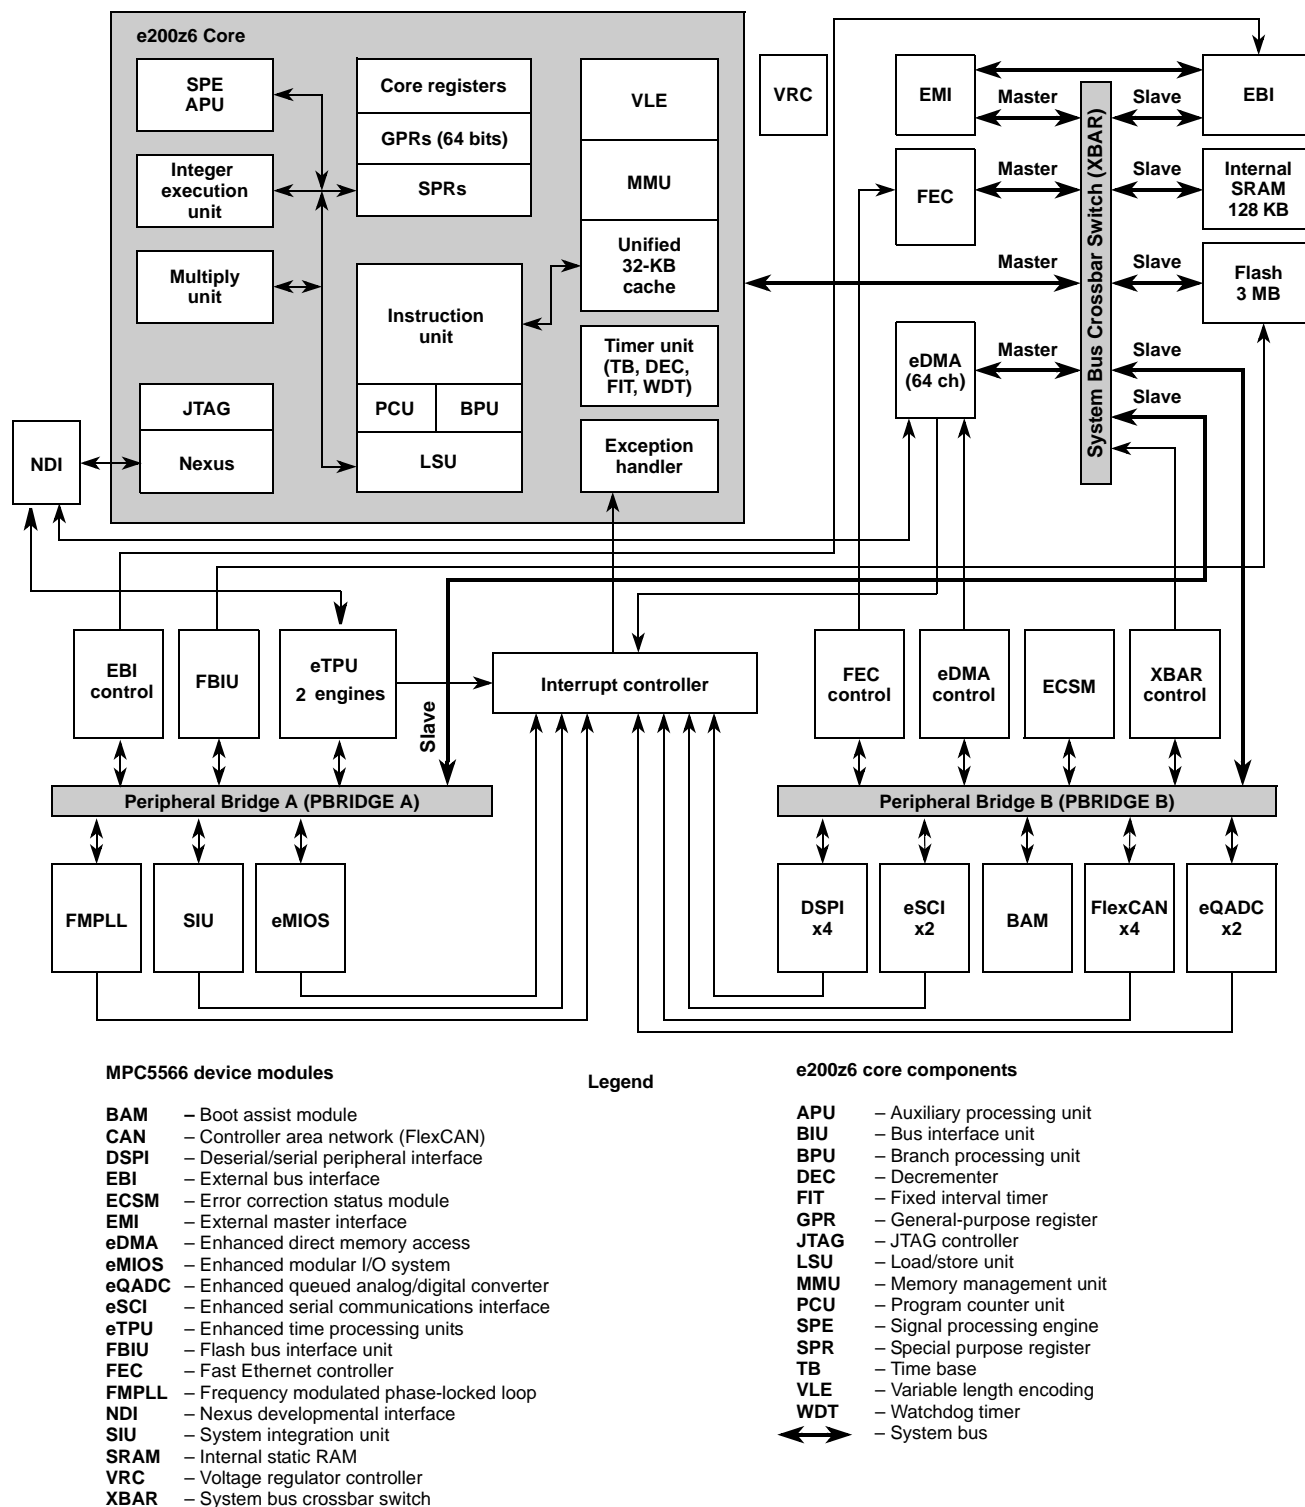 e200z6 Core
SPE
APU
Integer
execution
unit
Multiply
unit
JTAG
Nexus
NDI
Core registers
GPRs (64 bits)
SPRs
Instruction
unit
PCU
BPU
LSU
VLE
MMU
Unified
32-KB
cache
Timer unit
(TB, DEC,
FIT, WDT)
Exception
handler
VRC
EMI
FEC
eDMA
(64 ch)
Master
Master
Master
Master
System Bus Crossbar Switch (XBAR)
Slave
Slave
Slave
Slave
Slave
EBI
Internal
SRAM
128 KB
Flash
3 MB
EBI
control
FBIU
eTPU
2 engines
Slave
Interrupt controller
FEC
control
eDMA
control
ECSM
XBAR
control
Peripheral Bridge A (PBRIDGE A)
Peripheral Bridge B (PBRIDGE B)
FMPLL
SIU
eMIOS
DSPI
x4
eSCI
x2
BAM
FlexCAN
x4
eQADC
x2
Legend
MPC5566 device modules
BAM – Boot assist module
CAN – Controller area network (FlexCAN)
DSPI – Deserial/serial peripheral interface
EBI – External bus interface
ECSM – Error correction status module
EMI – External master interface
eDMA – Enhanced direct memory access
eMIOS – Enhanced modular I/O system
eQADC – Enhanced queued analog/digital converter
eSCI – Enhanced serial communications interface
eTPU – Enhanced time processing units
FBIU – Flash bus interface unit
FEC – Fast Ethernet controller
FMPLL – Frequency modulated phase-locked loop
NDI – Nexus developmental interface
SIU – System integration unit
SRAM – Internal static RAM
VRC – Voltage regulator controller
XBAR – System bus crossbar switch
e200z6 core components
APU – Auxiliary processing unit
BIU – Bus interface unit
BPU – Branch processing unit
DEC – Decrementer
FIT – Fixed interval timer
GPR – General-purpose register
JTAG – JTAG controller
LSU – Load/store unit
MMU – Memory management unit
PCU – Program counter unit
SPE – Signal processing engine
SPR – Special purpose register
TB – Time base
VLE – Variable length encoding
WDT – Watchdog timer
– System bus